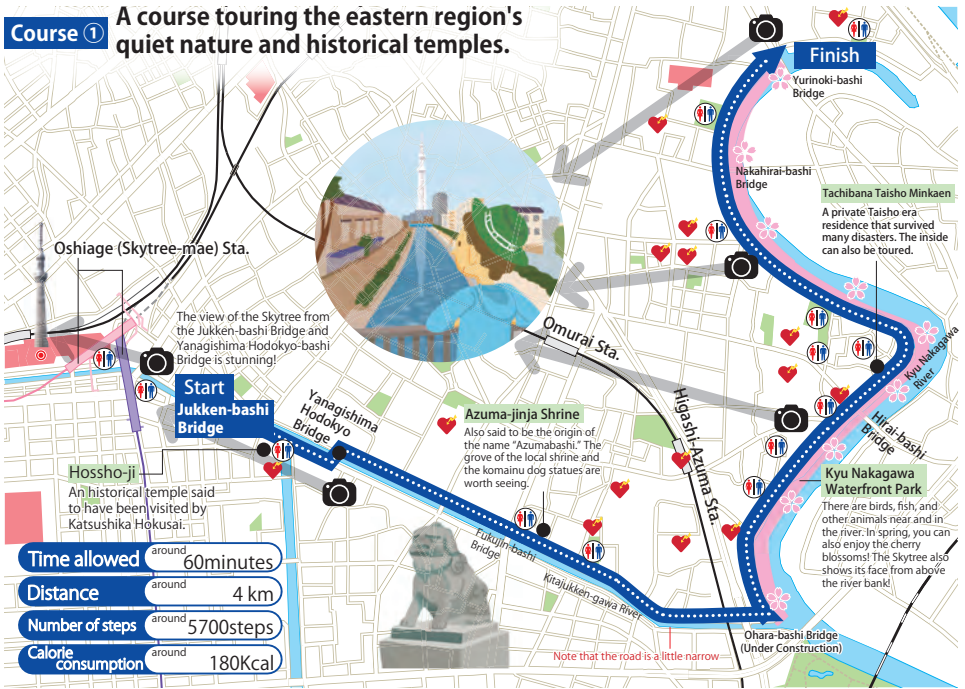 Course ①
A course touring the eastern region's
quiet nature and historical temples.
Finish
Yurinoki-bashi
Bridge
Nakahirai-bashi
Bridge
Tachibana Taisho Minkaen
A private Taisho era
residence that survived
many disasters. The inside
can also be toured.
Oshiage (Skytree-mae) Sta.
The view of the Skytree from
the Jukken-bashi Bridge and
Yanagishima Hodokyo-bashi
Bridge is stunning!
Omurai Sta.
Kyu Nakagawa
River
Start
Jukken-bashi
Bridge
Yanagishima
Hodokyo
Bridge
Azuma-jinja Shrine
Also said to be the origin of
the name "Azumabashi." The
grove of the local shrine and
the komainu dog statues are
worth seeing.
Higashi-Azuma Sta.
Hirai-bashi
Bridge
Hossho-ji
An historical temple said
to have been visited by
Katsushika Hokusai.
Kyu Nakagawa
Waterfront Park
There are birds, fish, and
other animals near and in
the river. In spring, you can
also enjoy the cherry
blossoms! The Skytree also
shows its face from above
the river bank!
Fukujin-bashi
Bridge
Kitajukken-gawa River
Time allowed around 60minutes
Distance around 4 km
Number of steps around 5700steps
Calorie
consumption around 180Kcal
Note that the road is a little narrow
Ohara-bashi Bridge
(Under Construction)